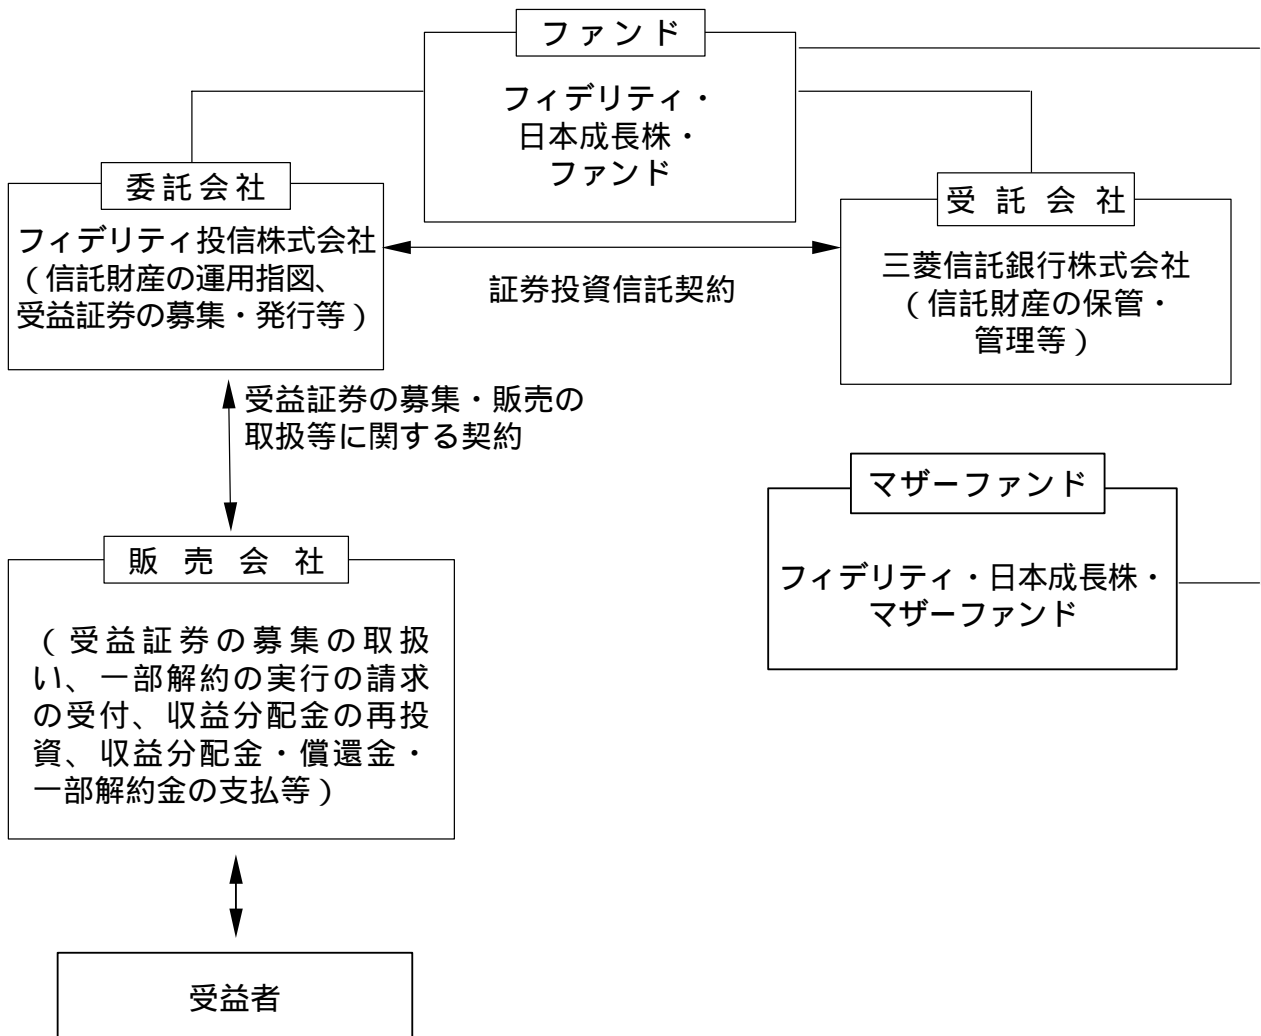 ファンド
フィデリティ・
日本成長株・
ファンド
委託会社
フィデリティ投信株式会社
（信託財産の運用指図、
受益証券の募集・発行等）
証券投資信託契約
受託会社
三菱信託銀行株式会社
（信託財産の保管・
管理等）
受益証券の募集・販売の
取扱等に関する契約
マザーファンド
フィデリティ・日本成長株・
マザーファンド
販売会社
（受益証券の募集の取扱
い、一部解約の実行の請求
の受付、収益分配金の再投
資、収益分配金・償還金・
一部解約金の支払等）
受益者